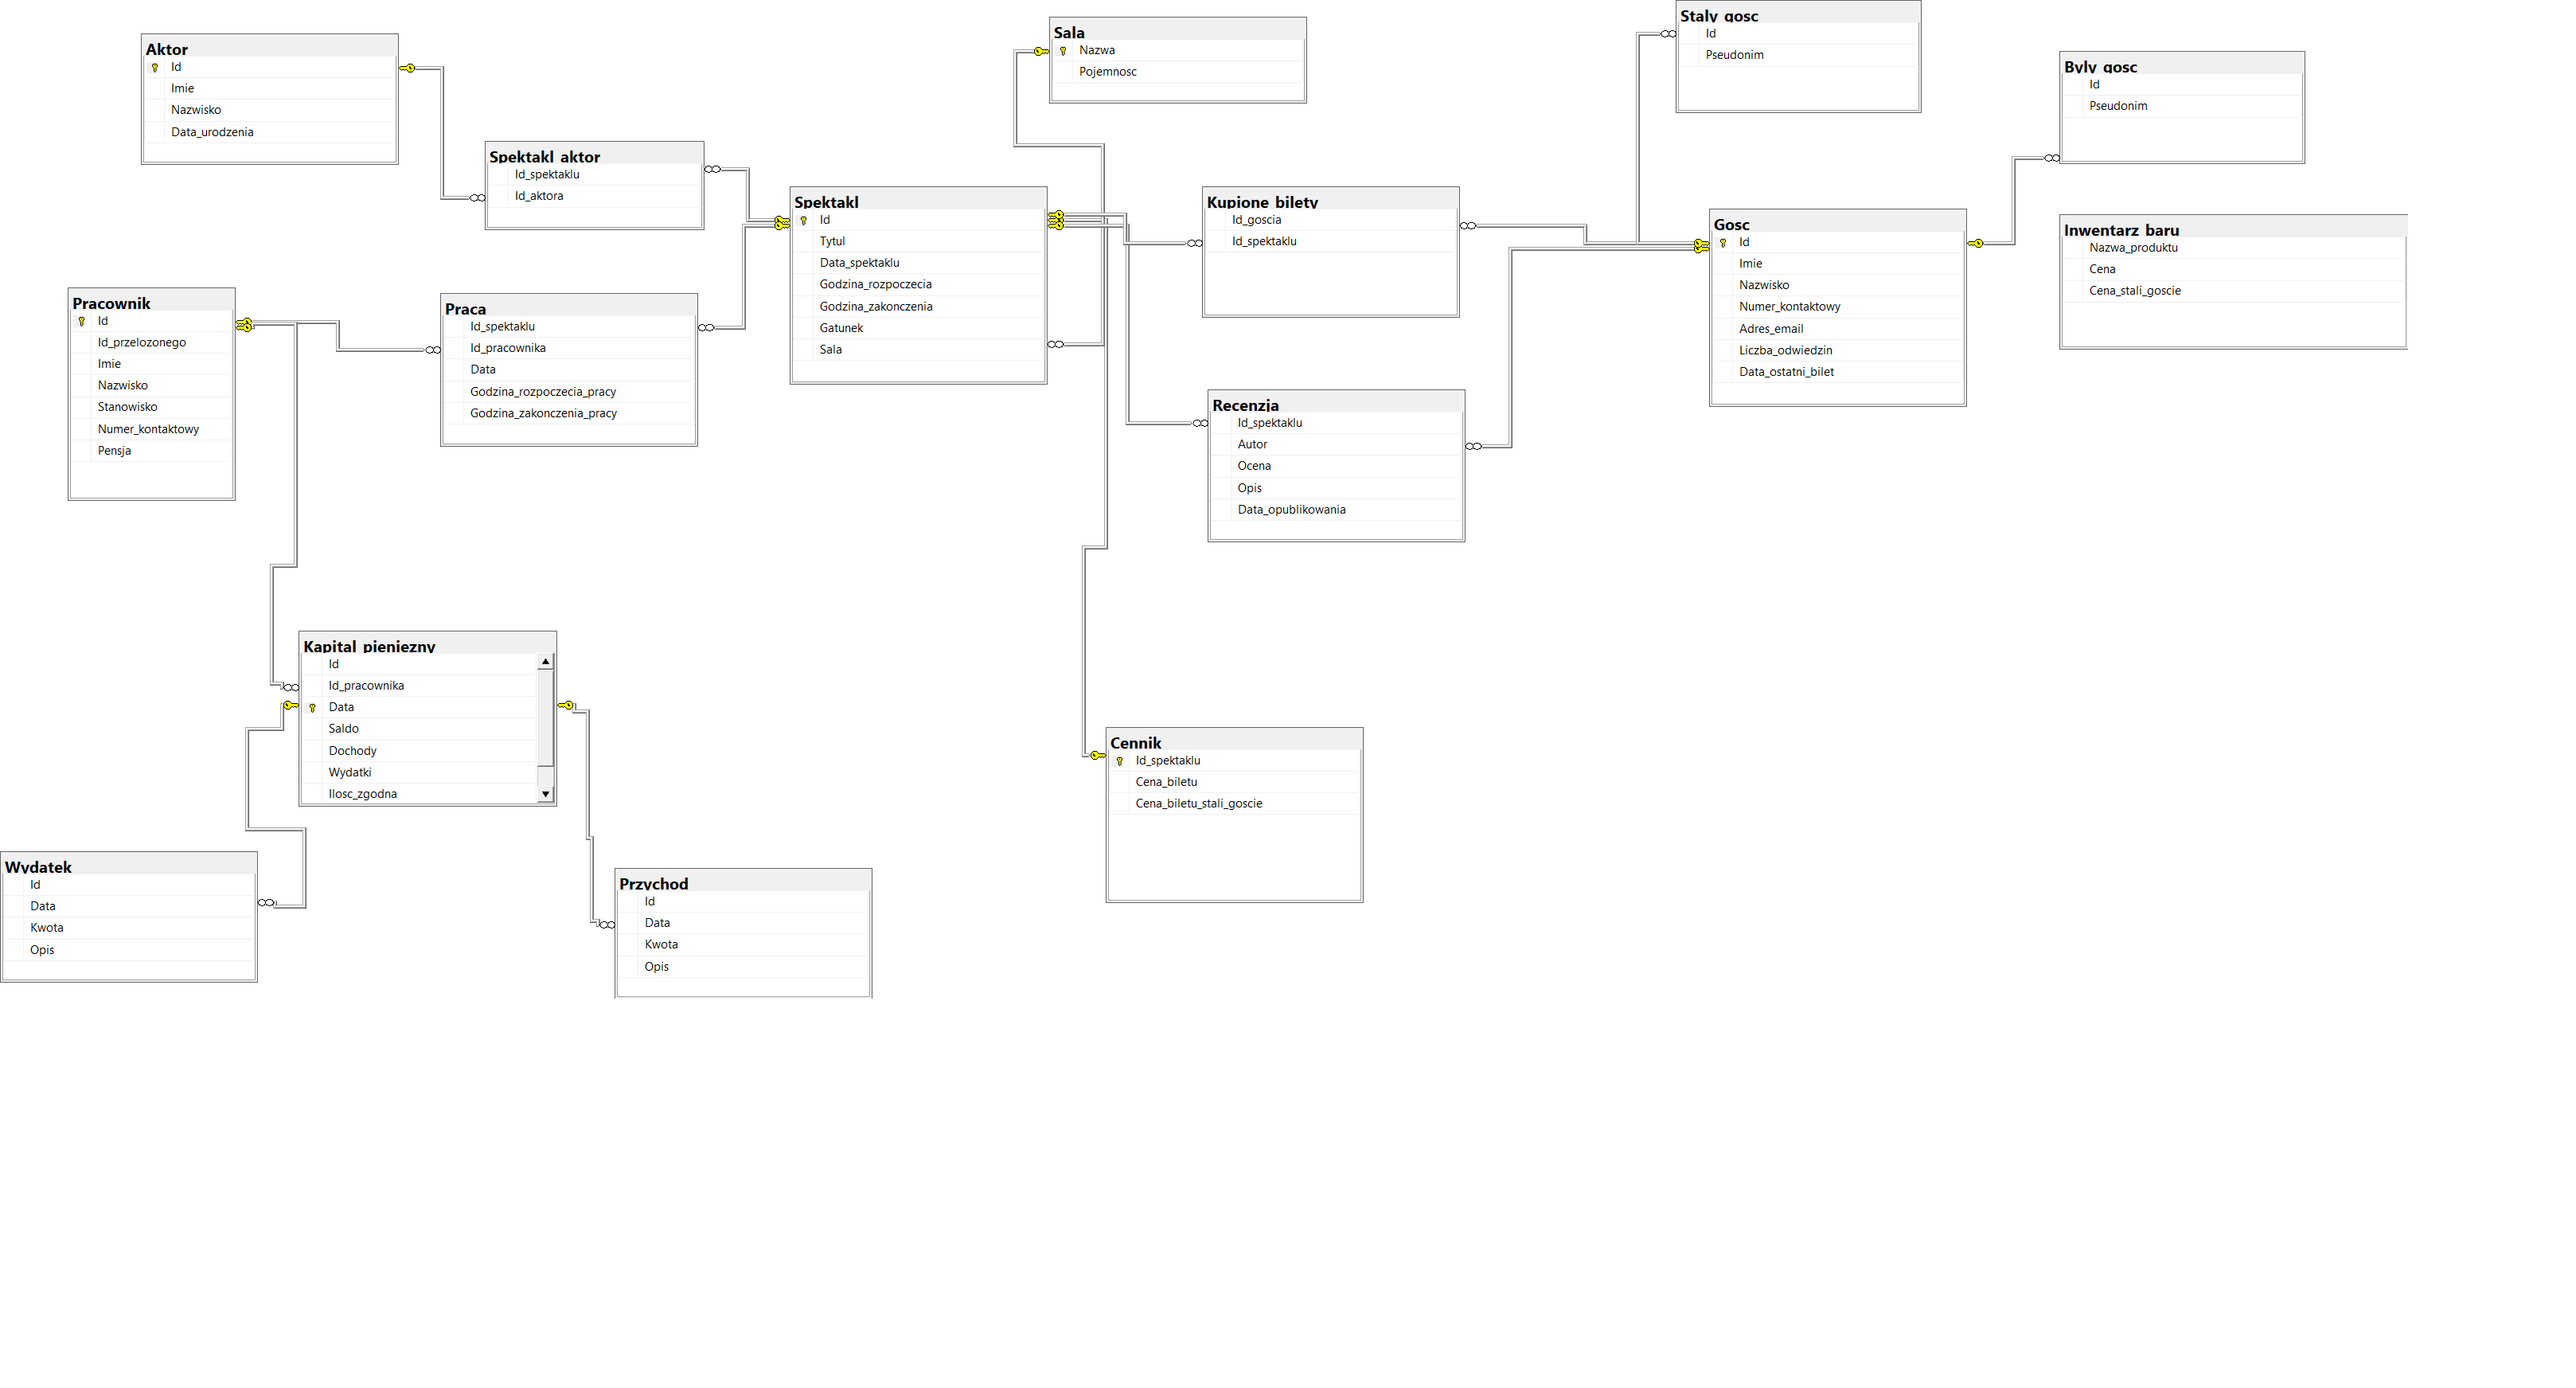 Aktor
Id
Imie
Nazwisko
Data_urodzenia
Spektakl_aktor
Id_spektaklu
Id_aktora
Pracownik
Id
Id_przelozonego
Imie
Nazwisko
Stanowisko
Numer_kontaktowy
Pensja
Praca
Id_spektaklu
Id_pracownika
Data
Godzina_rozpoczecia_pracy
Godzina_zakonczenia_pracy
Spektakl
Id
Tytul
Data_spektaklu
Godzina_rozpoczecia
Godzina_zakonczenia
Gatunek
Sala
Sala
Nazwa
Pojemnosc
Kupione_bilety
Id_goscia
Id_spektaklu
Recenzja
Id_spektaklu
Autor
Ocena
Opis
Data_opublikowania
Staly_gosc
Id
Pseudonim
Gosc
Id
Imie
Nazwisko
Numer_kontaktowy
Adres_email
Liczba_odwiedzin
Data_ostatni_bilet
Byly_gosc
Id
Pseudonim
Inwentarz_baru
Nazwa_produktu
Cena
Cena_stali_goscie
Kapital_pieniezny
Id
Id_pracownika
Data
Saldo
Dochody
Wydatki
Ilosc_zgodna
Wydatek
Id
Data
Kwota
Opis
Przychod
Id
Data
Kwota
Opis
Cennik
Id_spektaklu
Cena_biletu
Cena_biletu_stali_goscie